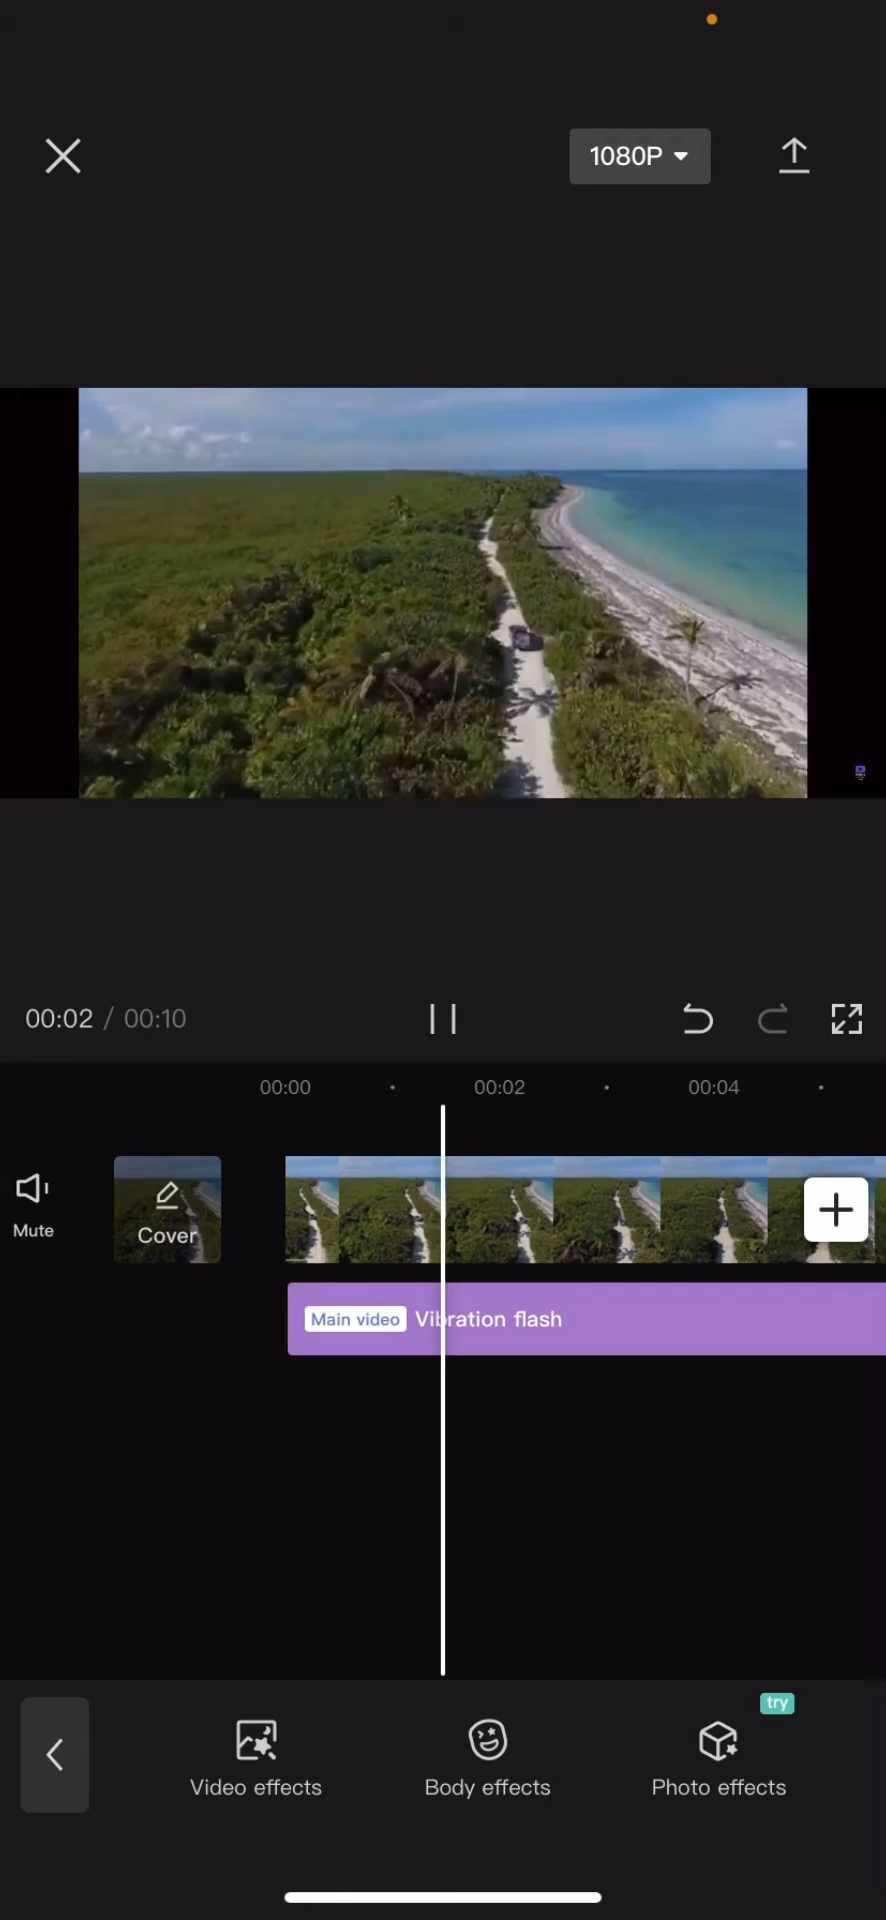 1080P
00:02 / 00:10
00:00
00:02
00:04
Mute
Cover
Main video Vibration flash
try
Video effects
Body effects
Photo effects